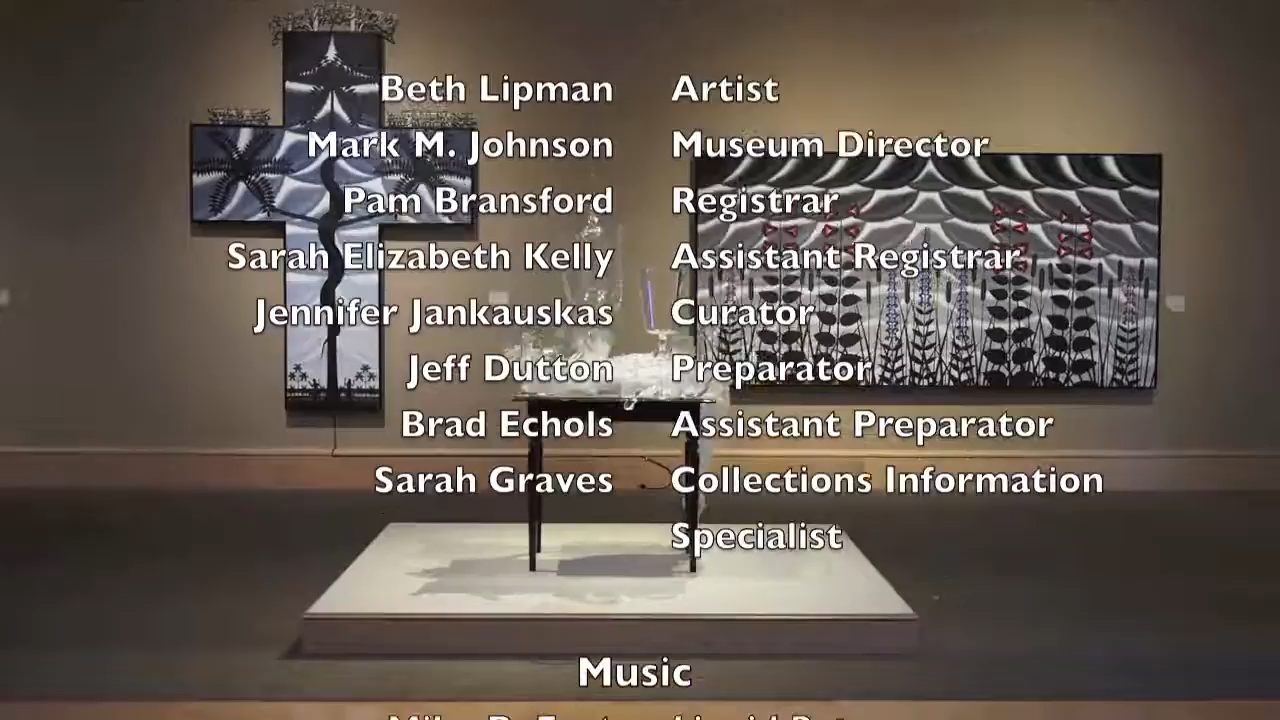 Beth Lipman Artist
Mark M. Johnson Museum Director
Pam Bransford Registrar
Sarah Elizabeth Kelly Assistant Registrar
Jennifer Jankauskas Curator
Jeff Dutton Preparator
Brad Echols Assistant Preparator
Sarah Graves Collections Information
Specialist
Music